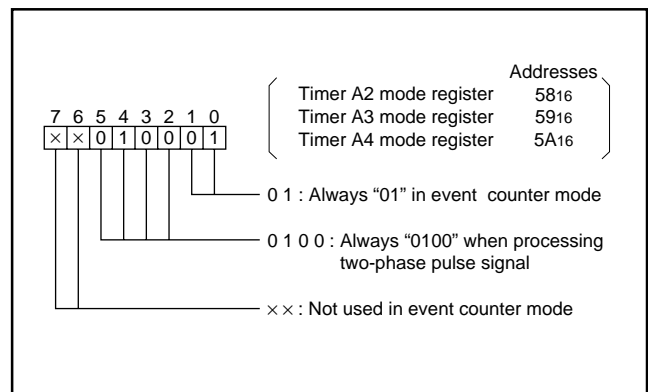 Addresses
Timer A2 mode register 5816
Timer A3 mode register 5916
Timer A4 mode register 5A16
7 6 5 4 3 2 1 0
× × 0 1 0 0 0 1
0 1 : Always “01” in event counter mode
0 1 0 0 : Always “0100” when processing
two-phase pulse signal
× × : Not used in event counter mode